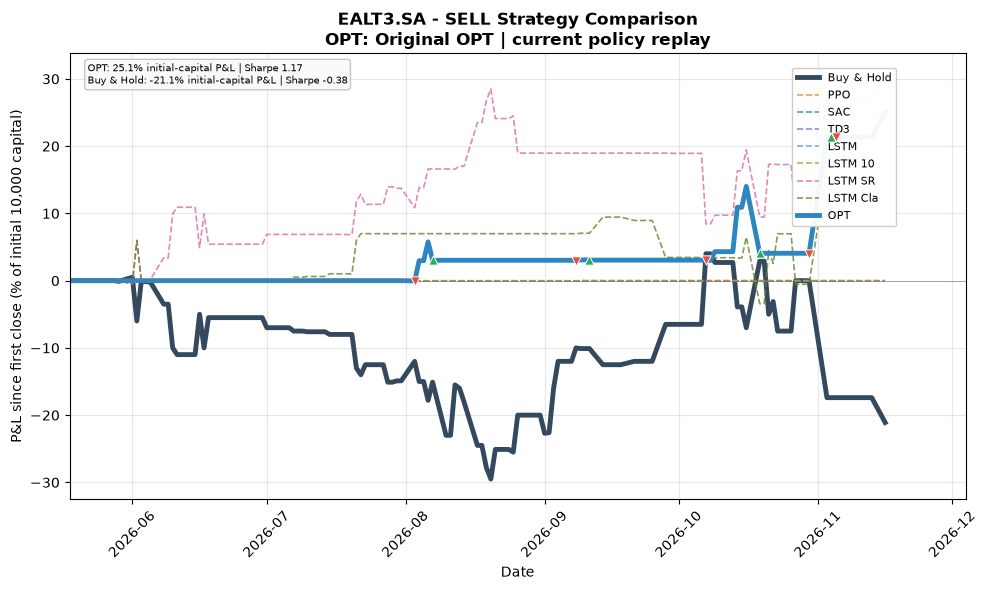 EALT3.SA - SELL Strategy Comparison
OPT: Original OPT | current policy replay
OPT: 25.1% initial-capital P&L | Sharpe 1.17
Buy & Hold: -21.1% initial-capital P&L | Sharpe -0.38
Buy & Hold
PPO
SAC
TD3
LSTM
LSTM 10
LSTM SR
LSTM Cla
OPT
P&L since first close (% of initial 10,000 capital)
30
20
10
0
−10
−20
−30
2026-06
2026-07
2026-08
2026-09
2026-10
2026-11
2026-12
Date